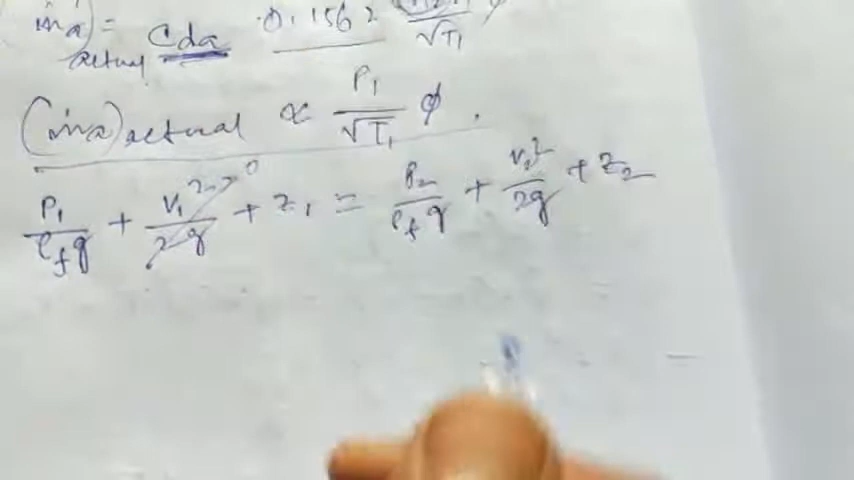 ṁa)actual = Cda 0.1562 /√T₁ φ
(ṁa)actual ∝ P₁/√T₁ φ.
P₁/ρf g + V₁²/2g →0 + z₁ = P₂/ρf g + V₂²/2g + z₂